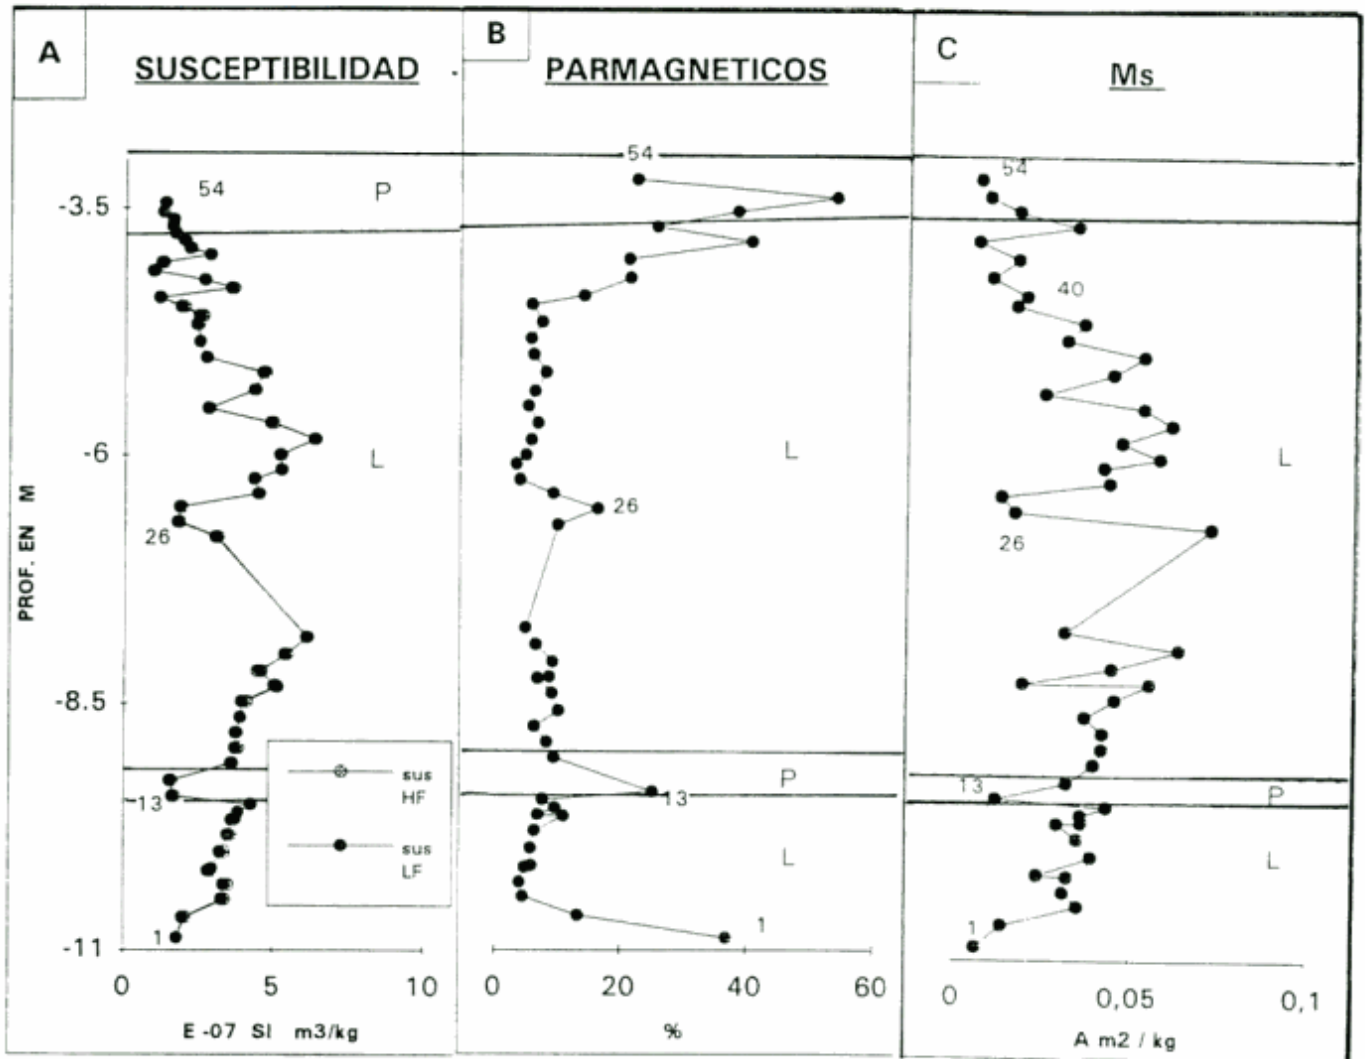 A
SUSCEPTIBILIDAD
B
PARMAGNETICOS
C
Ms
PROF. EN M
-3.5
-6
-8.5
-11
54
P
L
26
13
1
sus
HF
sus
LF
0 5 10
E -07 SI m3/kg
54
L
26
P
13
L
1
0 20 40 60
%
54
40
L
26
13
P
L
1
0 0,05 0,1
A m2 / kg